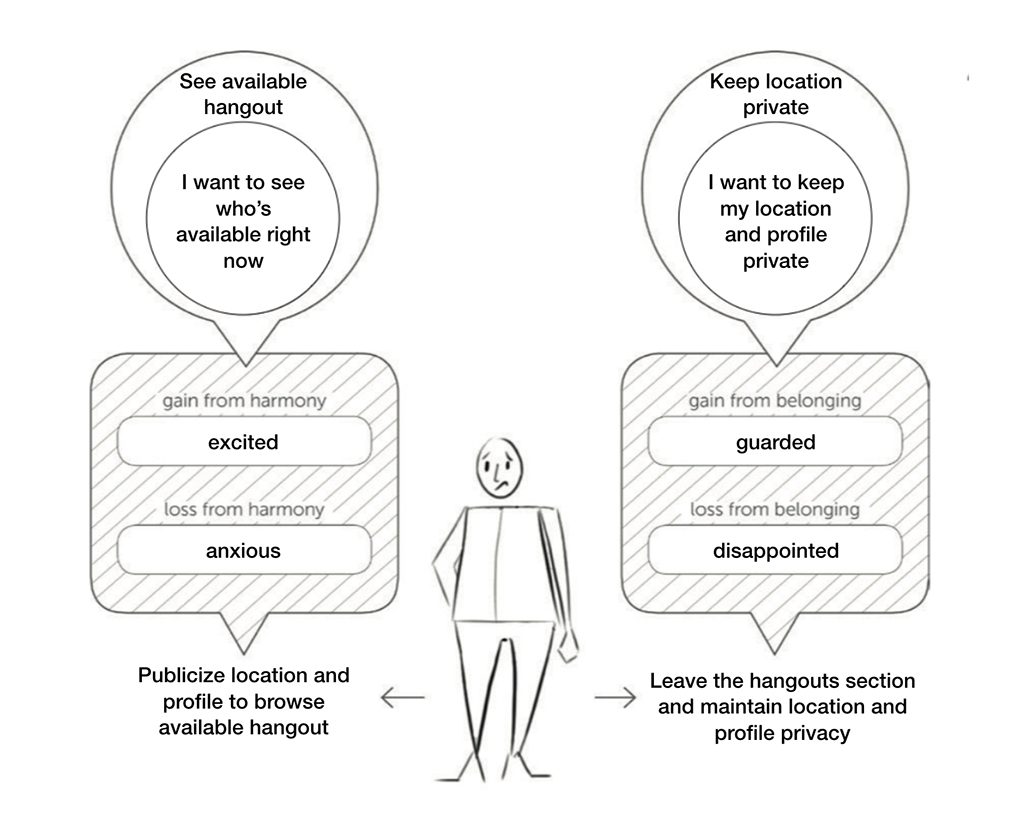 See available
hangout
I want to see
who's
available right
now
gain from harmony
excited
loss from harmony
anxious
Publicize location and
profile to browse
available hangout
Keep location
private
I want to keep
my location
and profile
private
gain from belonging
guarded
loss from belonging
disappointed
Leave the hangouts section
and maintain location and
profile privacy